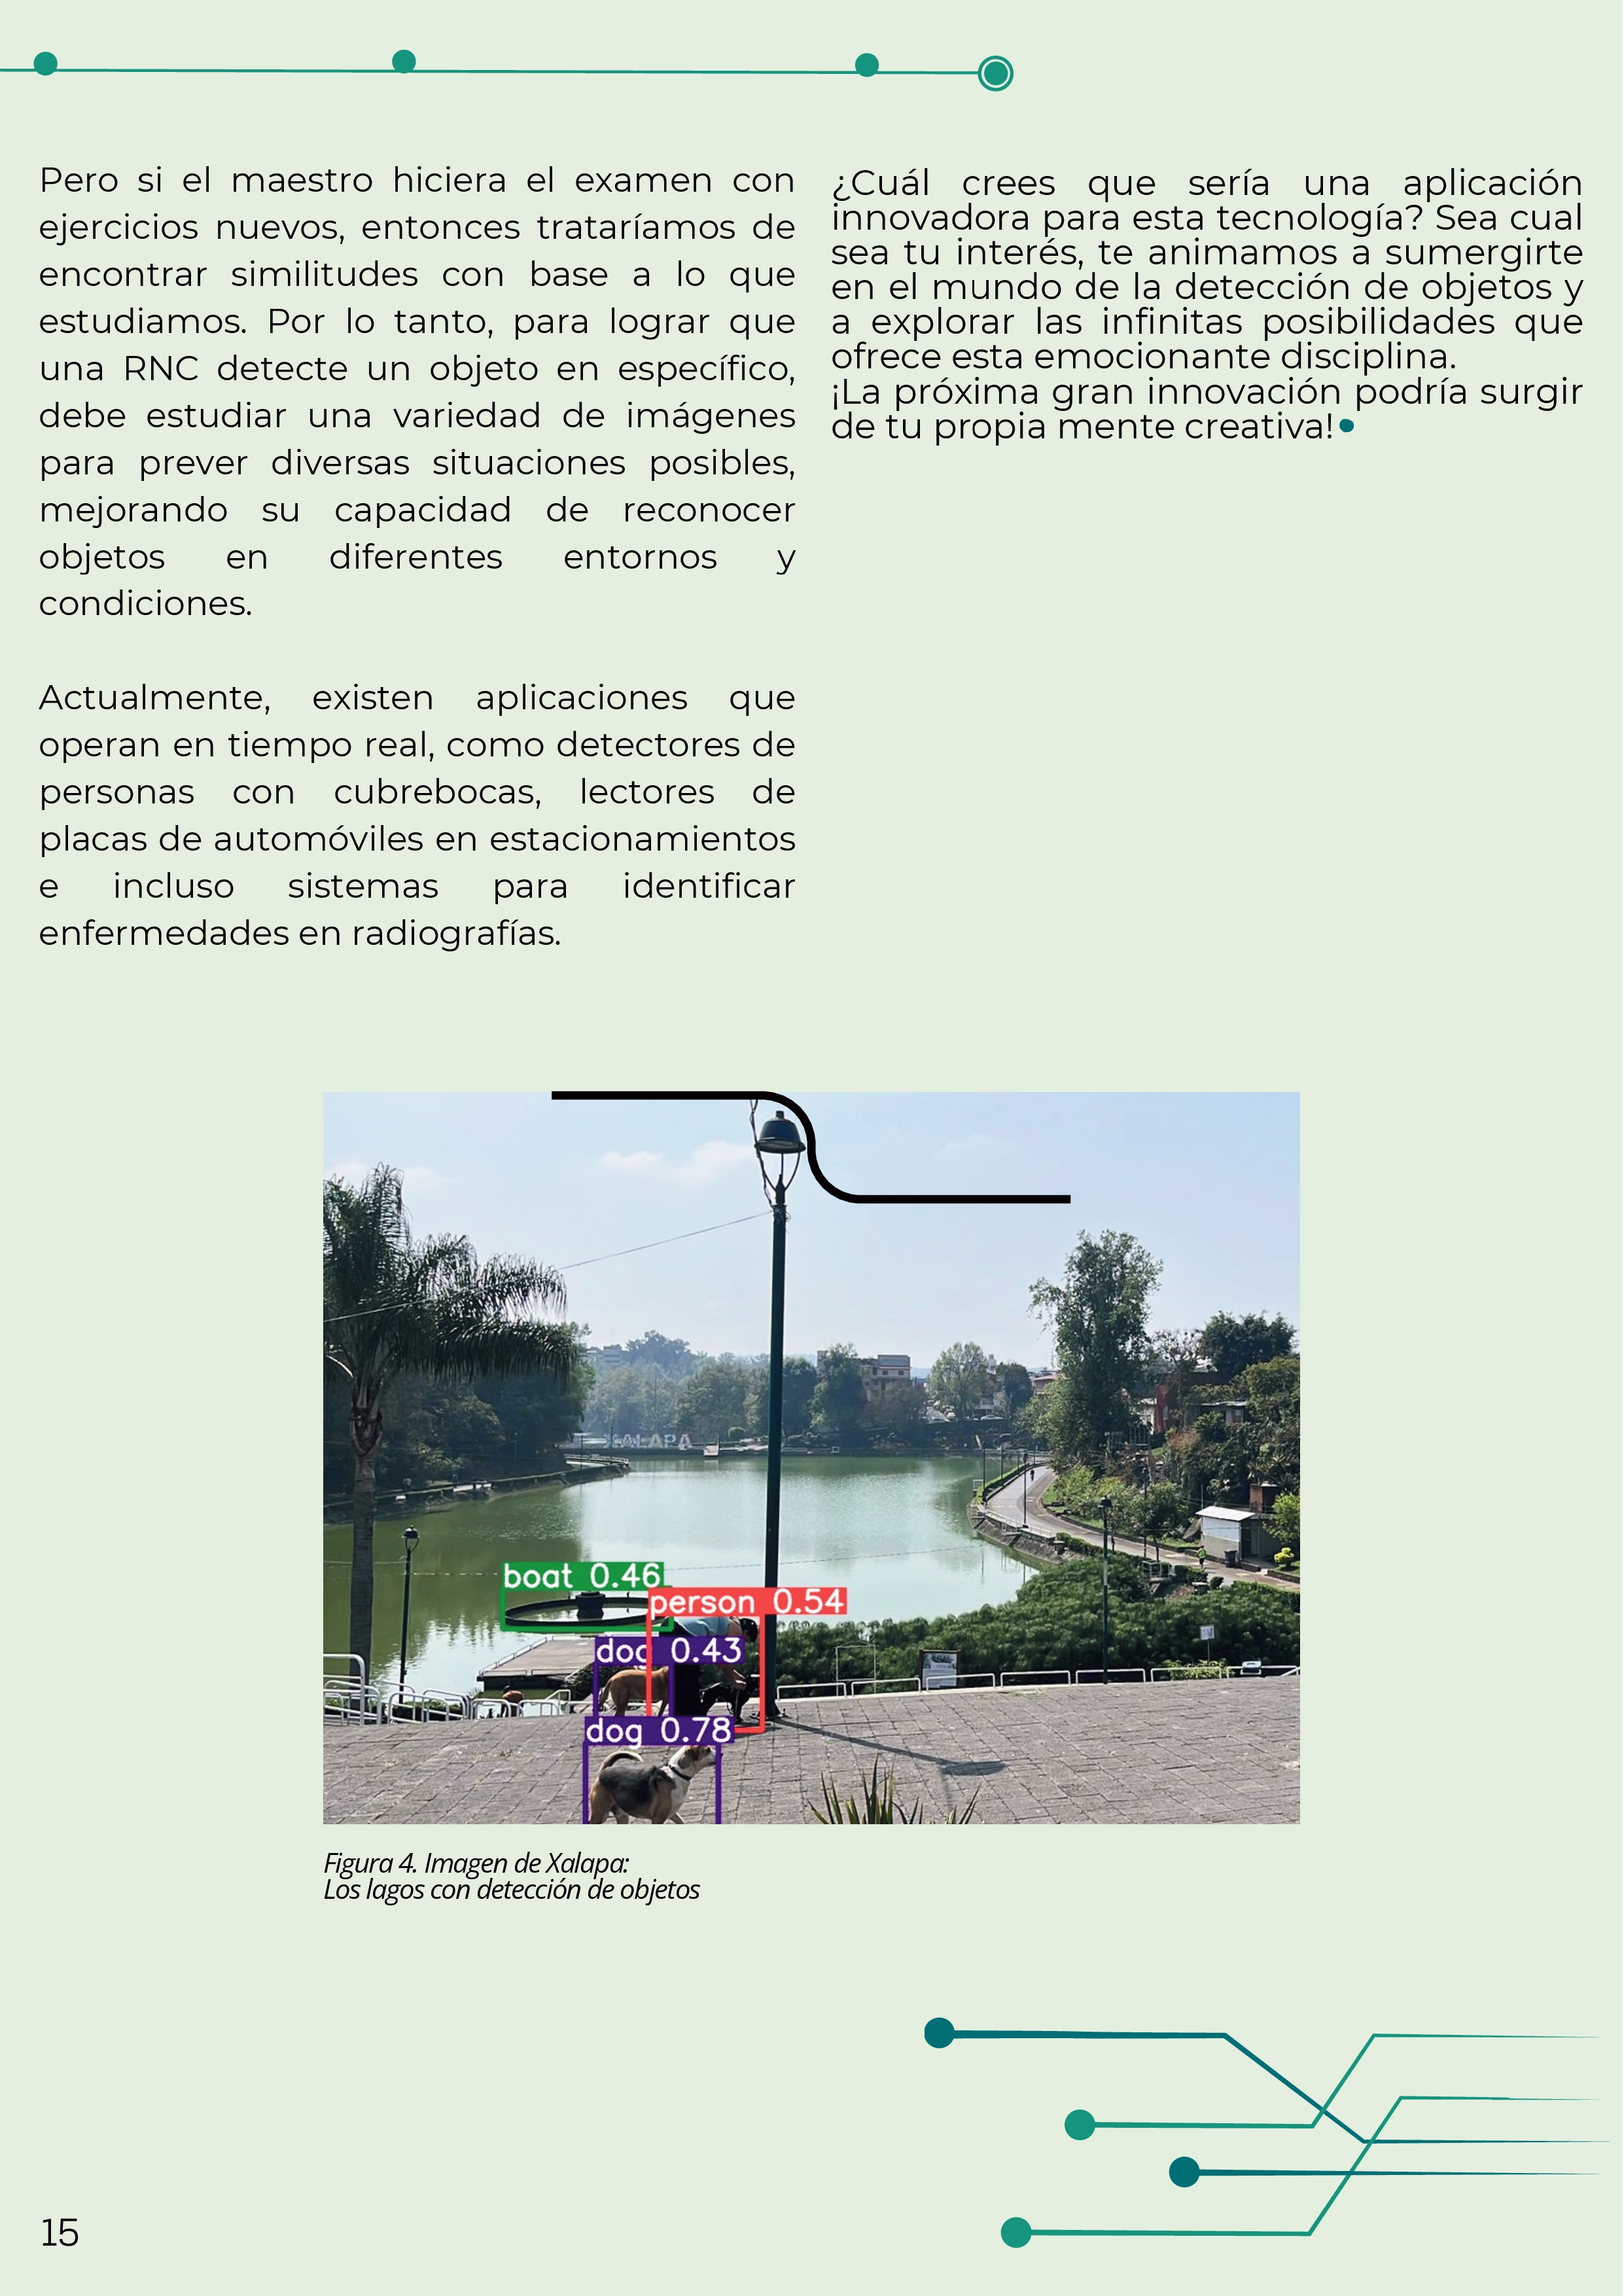 Pero si el maestro hiciera el examen con
ejercicios nuevos, entonces trataríamos de
encontrar similitudes con base a lo que
estudiamos. Por lo tanto, para lograr que
una RNC detecte un objeto en específico,
debe estudiar una variedad de imágenes
para prever diversas situaciones posibles,
mejorando su capacidad de reconocer
objetos en diferentes entornos y
condiciones.
Actualmente, existen aplicaciones que
operan en tiempo real, como detectores de
personas con cubrebocas, lectores de
placas de automóviles en estacionamientos
e incluso sistemas para identificar
enfermedades en radiografías.
¿Cuál crees que sería una aplicación
innovadora para esta tecnología? Sea cual
sea tu interés, te animamos a sumergirte
en el mundo de la detección de objetos y
a explorar las infinitas posibilidades que
ofrece esta emocionante disciplina.
¡La próxima gran innovación podría surgir
de tu propia mente creativa!
XALAPA
boat 0.46
person 0.54
dog 0.43
dog 0.78
Figura 4. Imagen de Xalapa:
Los lagos con detección de objetos
15